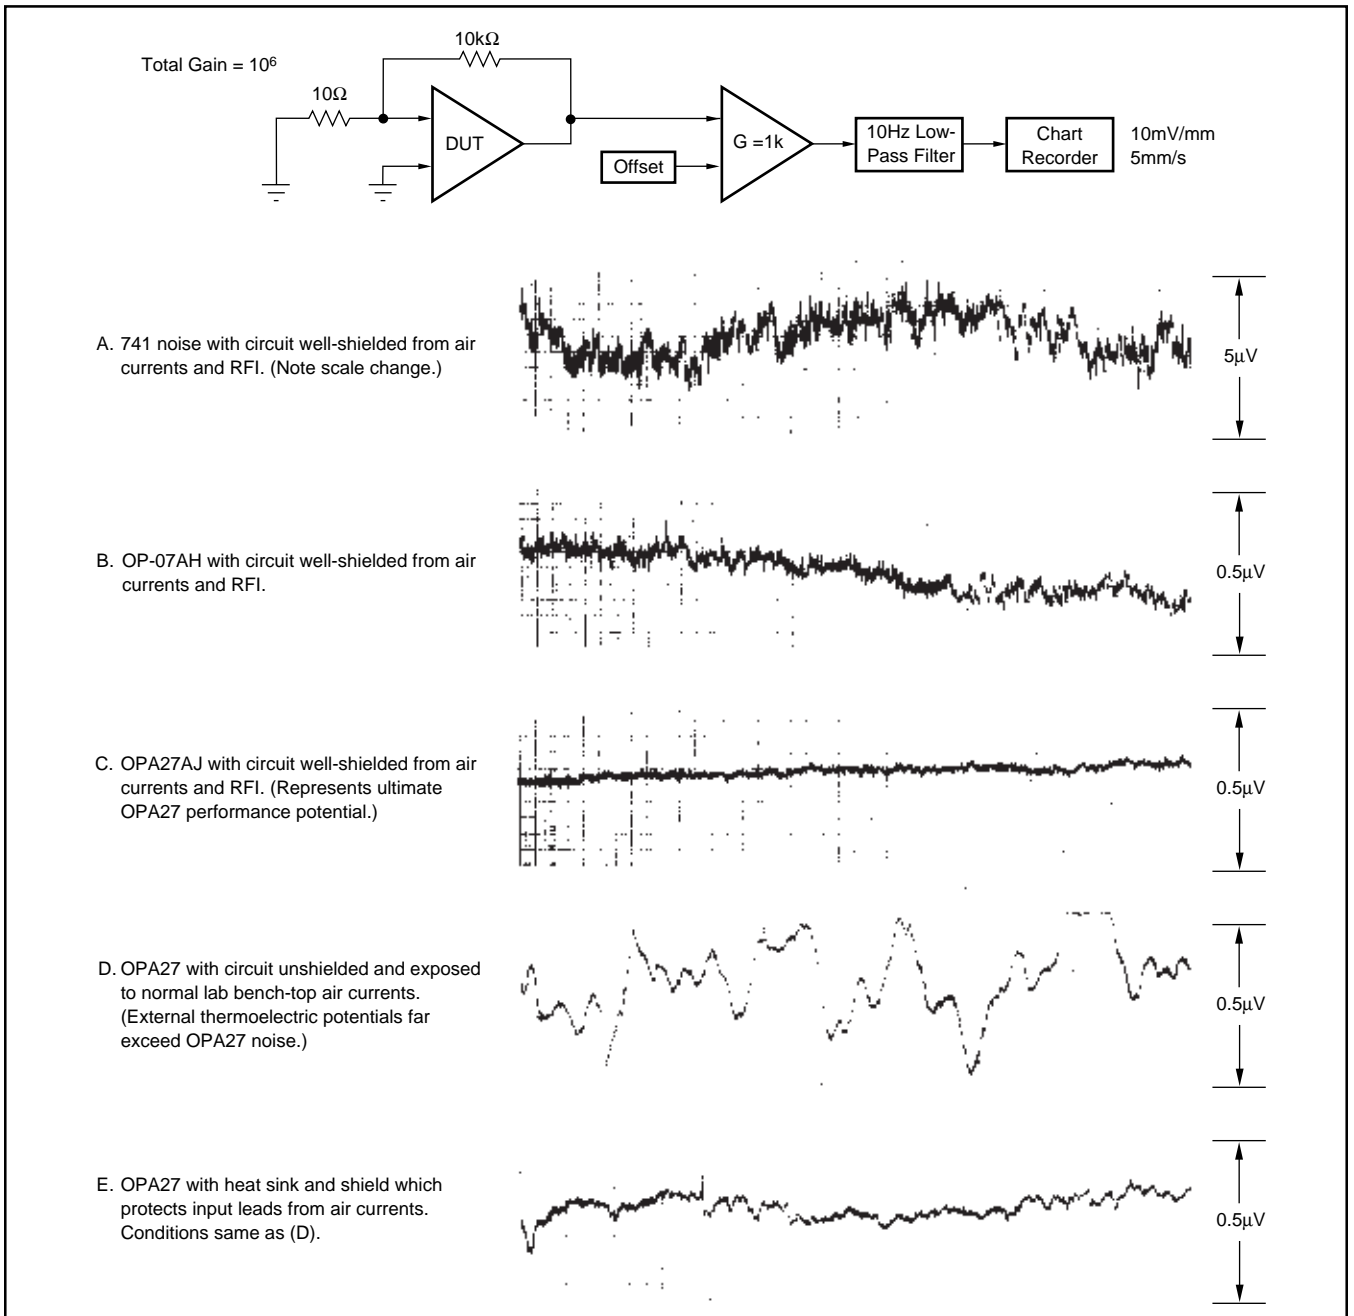 Total Gain = 10⁶
10kΩ
10Ω
DUT
Offset
G =1k
10Hz Low-
Pass Filter
Chart
Recorder
10mV/mm
5mm/s
A. 741 noise with circuit well-shielded from air
currents and RFI. (Note scale change.)
5µV
B. OP-07AH with circuit well-shielded from air
currents and RFI.
0.5µV
C. OPA27AJ with circuit well-shielded from air
currents and RFI. (Represents ultimate
OPA27 performance potential.)
0.5µV
D. OPA27 with circuit unshielded and exposed
to normal lab bench-top air currents.
(External thermoelectric potentials far
exceed OPA27 noise.)
0.5µV
E. OPA27 with heat sink and shield which
protects input leads from air currents.
Conditions same as (D).
0.5µV